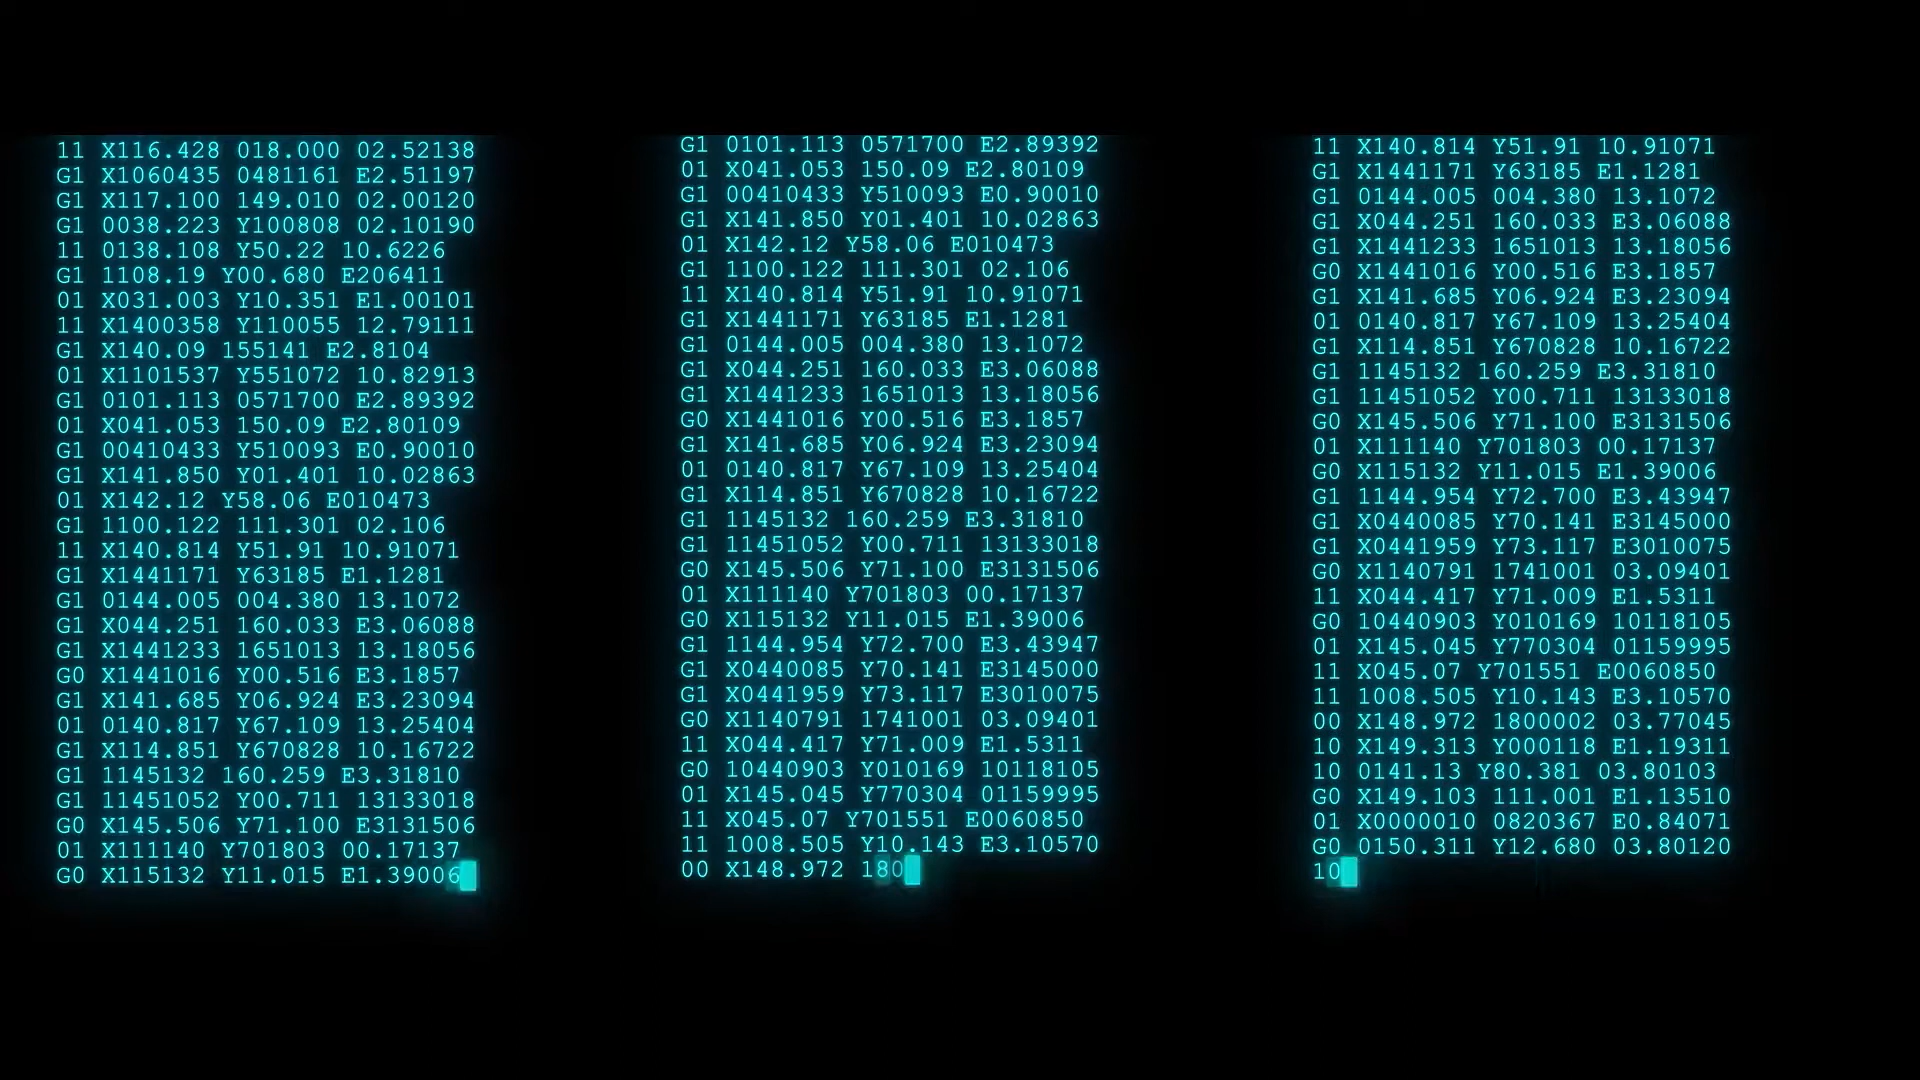 11 X116.428 018.000 02.52138
G1 X1060435 0481161 E2.51197
G1 X117.100 149.010 02.00120
G1 0038.223 Y100808 02.10190
11 0138.108 Y50.22 10.6226
G1 1108.19 Y00.680 E206411
01 X031.003 Y10.351 E1.00101
11 X1400358 Y110055 12.79111
G1 X140.09 155141 E2.8104
01 X1101537 Y551072 10.82913
G1 0101.113 0571700 E2.89392
01 X041.053 150.09 E2.80109
G1 00410433 Y510093 E0.90010
G1 X141.850 Y01.401 10.02863
01 X142.12 Y58.06 E010473
G1 1100.122 111.301 02.106
11 X140.814 Y51.91 10.91071
G1 X1441171 Y63185 E1.1281
G1 0144.005 004.380 13.1072
G1 X044.251 160.033 E3.06088
G1 X1441233 1651013 13.18056
G0 X1441016 Y00.516 E3.1857
G1 X141.685 Y06.924 E3.23094
01 0140.817 Y67.109 13.25404
G1 X114.851 Y670828 10.16722
G1 1145132 160.259 E3.31810
G1 11451052 Y00.711 13133018
G0 X145.506 Y71.100 E3131506
01 X111140 Y701803 00.17137
G0 X115132 Y11.015 E1.39006
G1 0101.113 0571700 E2.89392
01 X041.053 150.09 E2.80109
G1 00410433 Y510093 E0.90010
G1 X141.850 Y01.401 10.02863
01 X142.12 Y58.06 E010473
G1 1100.122 111.301 02.106
11 X140.814 Y51.91 10.91071
G1 X1441171 Y63185 E1.1281
G1 0144.005 004.380 13.1072
G1 X044.251 160.033 E3.06088
G1 X1441233 1651013 13.18056
G0 X1441016 Y00.516 E3.1857
G1 X141.685 Y06.924 E3.23094
01 0140.817 Y67.109 13.25404
G1 X114.851 Y670828 10.16722
G1 1145132 160.259 E3.31810
G1 11451052 Y00.711 13133018
G0 X145.506 Y71.100 E3131506
01 X111140 Y701803 00.17137
G0 X115132 Y11.015 E1.39006
G1 1144.954 Y72.700 E3.43947
G1 X0440085 Y70.141 E3145000
G1 X0441959 Y73.117 E3010075
G0 X1140791 1741001 03.09401
11 X044.417 Y71.009 E1.5311
G0 10440903 Y010169 10118105
01 X145.045 Y770304 01159995
11 X045.07 Y701551 E0060850
11 1008.505 Y10.143 E3.10570
00 X148.972 180
11 X140.814 Y51.91 10.91071
G1 X1441171 Y63185 E1.1281
G1 0144.005 004.380 13.1072
G1 X044.251 160.033 E3.06088
G1 X1441233 1651013 13.18056
G0 X1441016 Y00.516 E3.1857
G1 X141.685 Y06.924 E3.23094
01 0140.817 Y67.109 13.25404
G1 X114.851 Y670828 10.16722
G1 1145132 160.259 E3.31810
G1 11451052 Y00.711 13133018
G0 X145.506 Y71.100 E3131506
01 X111140 Y701803 00.17137
G0 X115132 Y11.015 E1.39006
G1 1144.954 Y72.700 E3.43947
G1 X0440085 Y70.141 E3145000
G1 X0441959 Y73.117 E3010075
G0 X1140791 1741001 03.09401
11 X044.417 Y71.009 E1.5311
G0 10440903 Y010169 10118105
01 X145.045 Y770304 01159995
11 X045.07 Y701551 E0060850
11 1008.505 Y10.143 E3.10570
00 X148.972 1800002 03.77045
10 X149.313 Y000118 E1.19311
10 0141.13 Y80.381 03.80103
G0 X149.103 111.001 E1.13510
01 X0000010 0820367 E0.84071
G0 0150.311 Y12.680 03.80120
10